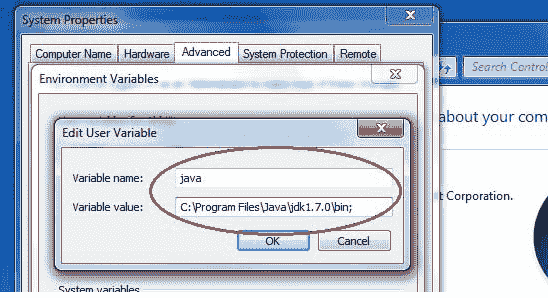 System Properties
Computer Name Hardware Advanced System Protection Remote
Environment Variables
Search Control
about your com
Edit User Variable
Variable name: java
t Corporation.
Variable value: C:\Program Files\Java\jdk1.7.0\bin;
OK Cancel
System variables